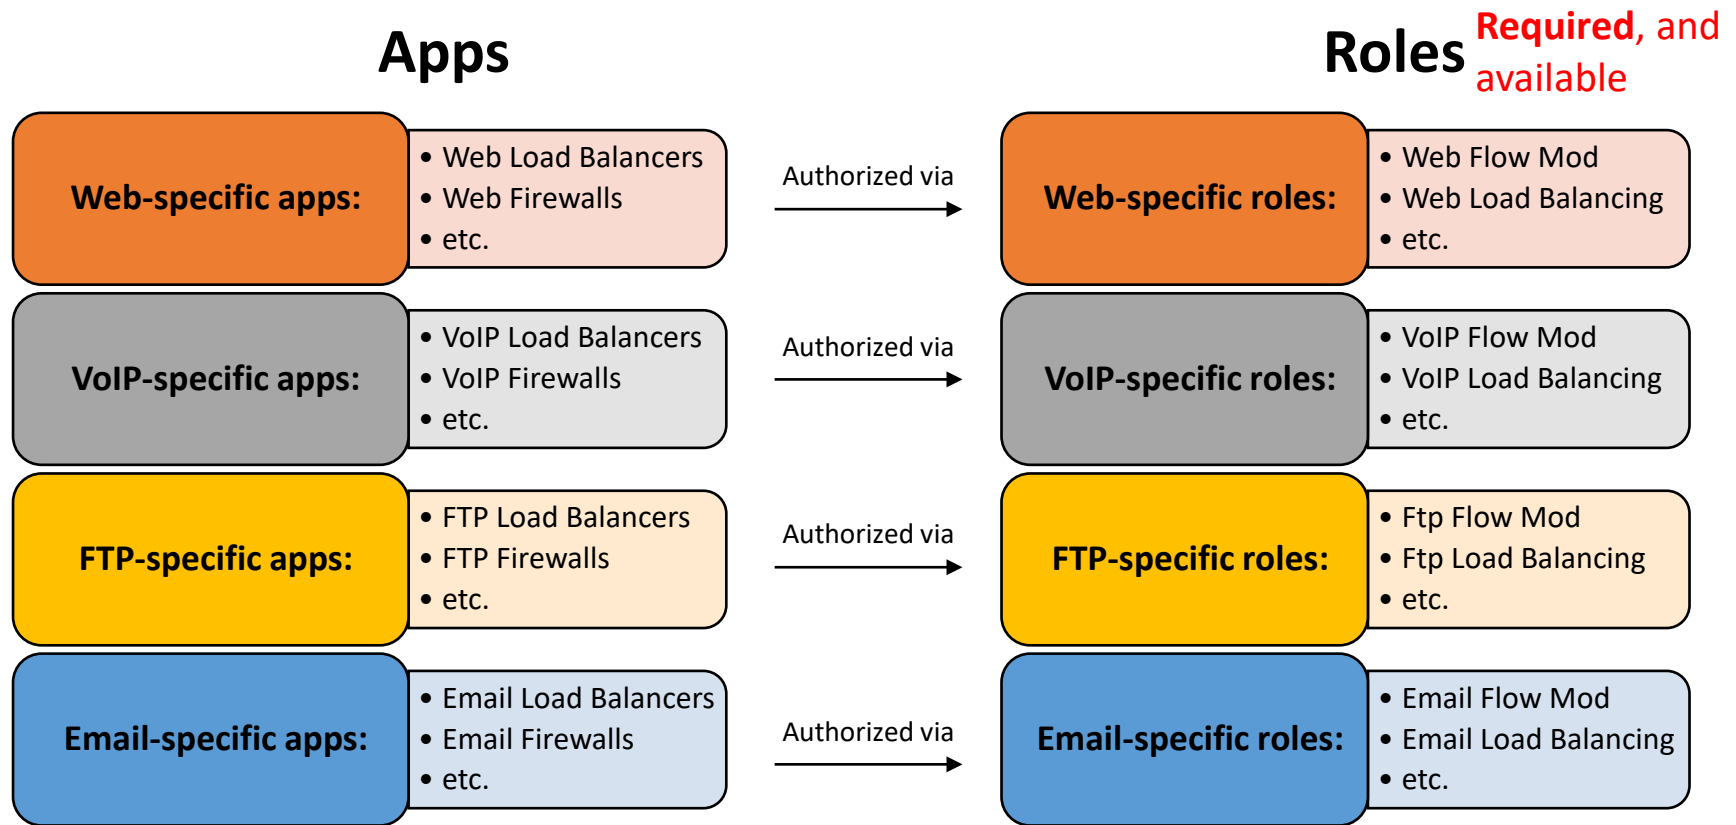 Apps
Roles
Required, and
available
Web-specific apps:
• Web Load Balancers
• Web Firewalls
• etc.
Authorized via
Web-specific roles:
• Web Flow Mod
• Web Load Balancing
• etc.
VoIP-specific apps:
• VoIP Load Balancers
• VoIP Firewalls
• etc.
Authorized via
VoIP-specific roles:
• VoIP Flow Mod
• VoIP Load Balancing
• etc.
FTP-specific apps:
• FTP Load Balancers
• FTP Firewalls
• etc.
Authorized via
FTP-specific roles:
• Ftp Flow Mod
• Ftp Load Balancing
• etc.
Email-specific apps:
• Email Load Balancers
• Email Firewalls
• etc.
Authorized via
Email-specific roles:
• Email Flow Mod
• Email Load Balancing
• etc.